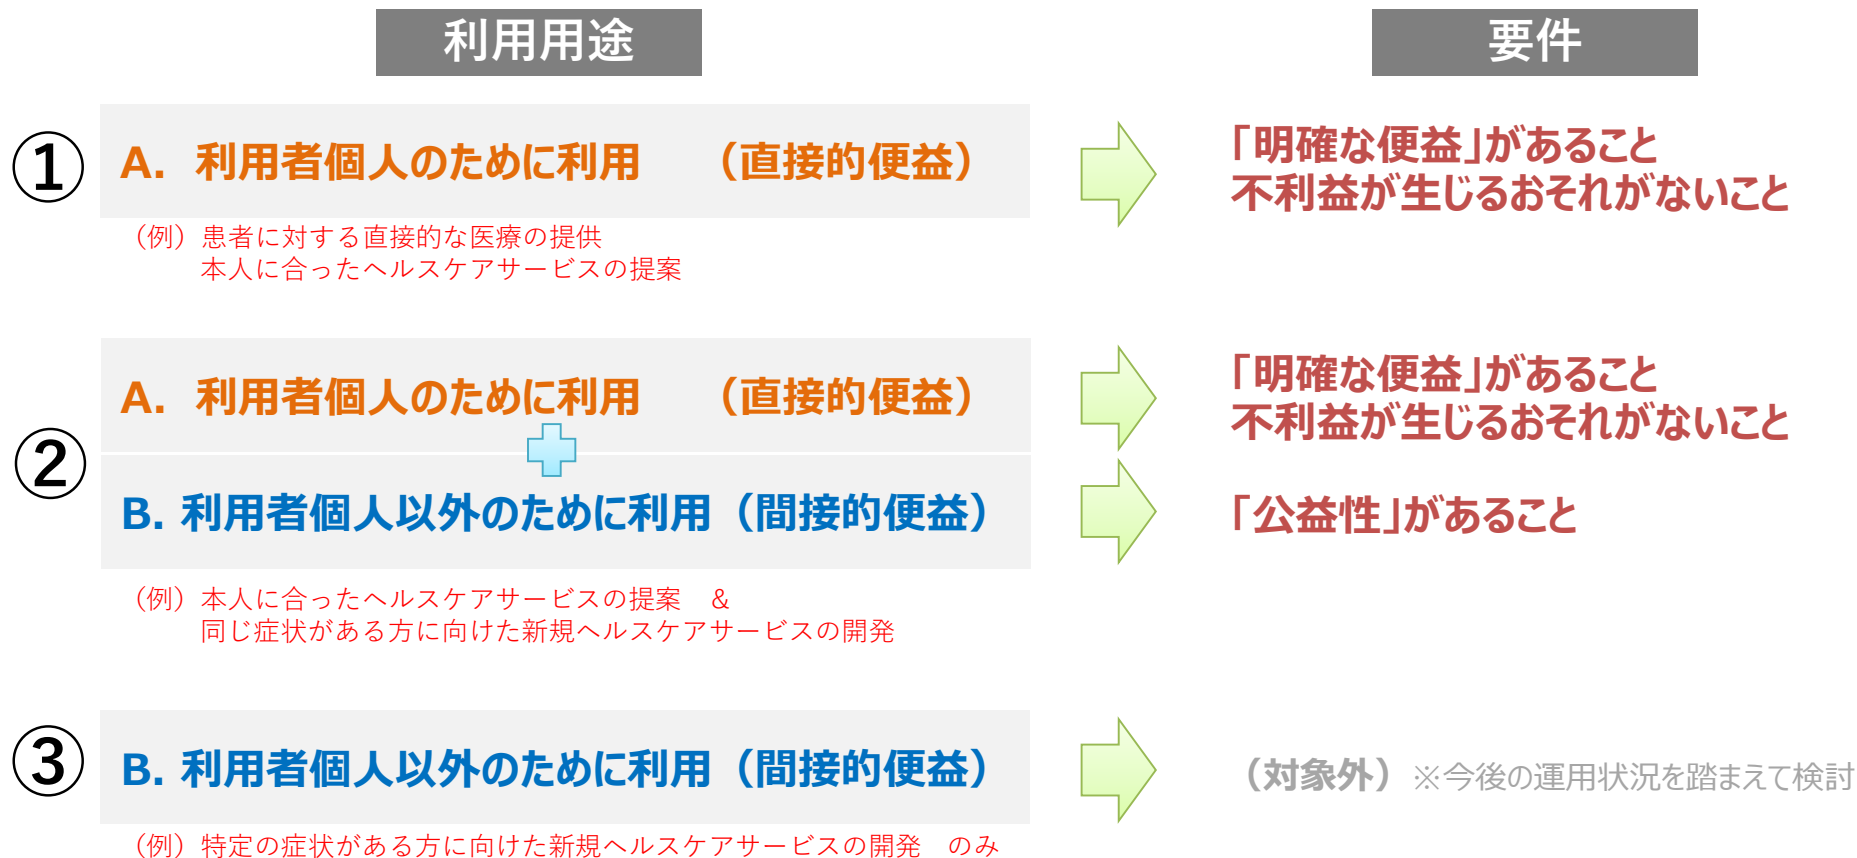 利用用途
要件
①
A. 利用者個人のために利用 （直接的便益）
「明確な便益」があること
不利益が生じるおそれがないこと
（例）患者に対する直接的な医療の提供
本人に合ったヘルスケアサービスの提案
②
A. 利用者個人のために利用 （直接的便益）
「明確な便益」があること
不利益が生じるおそれがないこと
B. 利用者個人以外のために利用（間接的便益）
「公益性」があること
（例）本人に合ったヘルスケアサービスの提案 &
同じ症状がある方に向けた新規ヘルスケアサービスの開発
③
B. 利用者個人以外のために利用（間接的便益）
（対象外）※今後の運用状況を踏まえて検討
（例）特定の症状がある方に向けた新規ヘルスケアサービスの開発 のみ